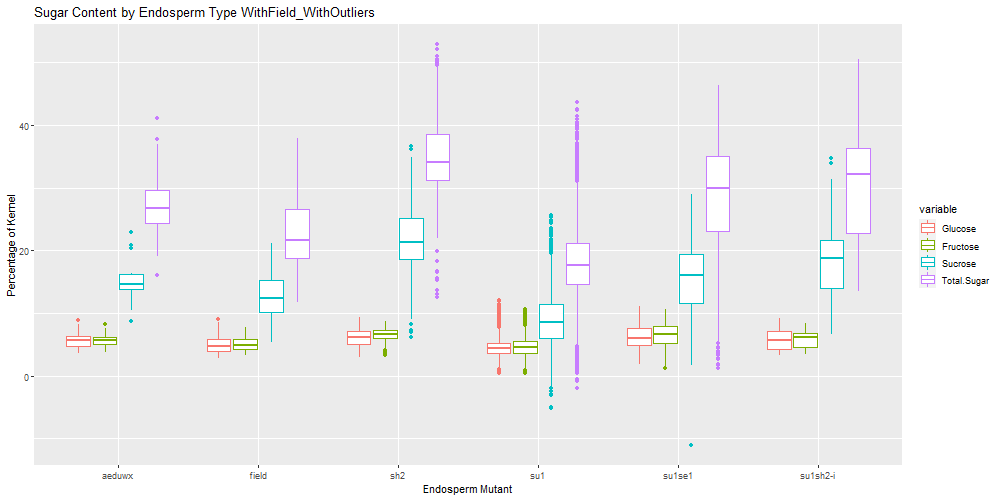 Sugar Content by Endosperm Type WithField_WithOutliers
Percentage of Kernel
40
20
0
aeduwx field sh2 su1 su1se1 su1sh2-i
Endosperm Mutant
variable
Glucose
Fructose
Sucrose
Total.Sugar